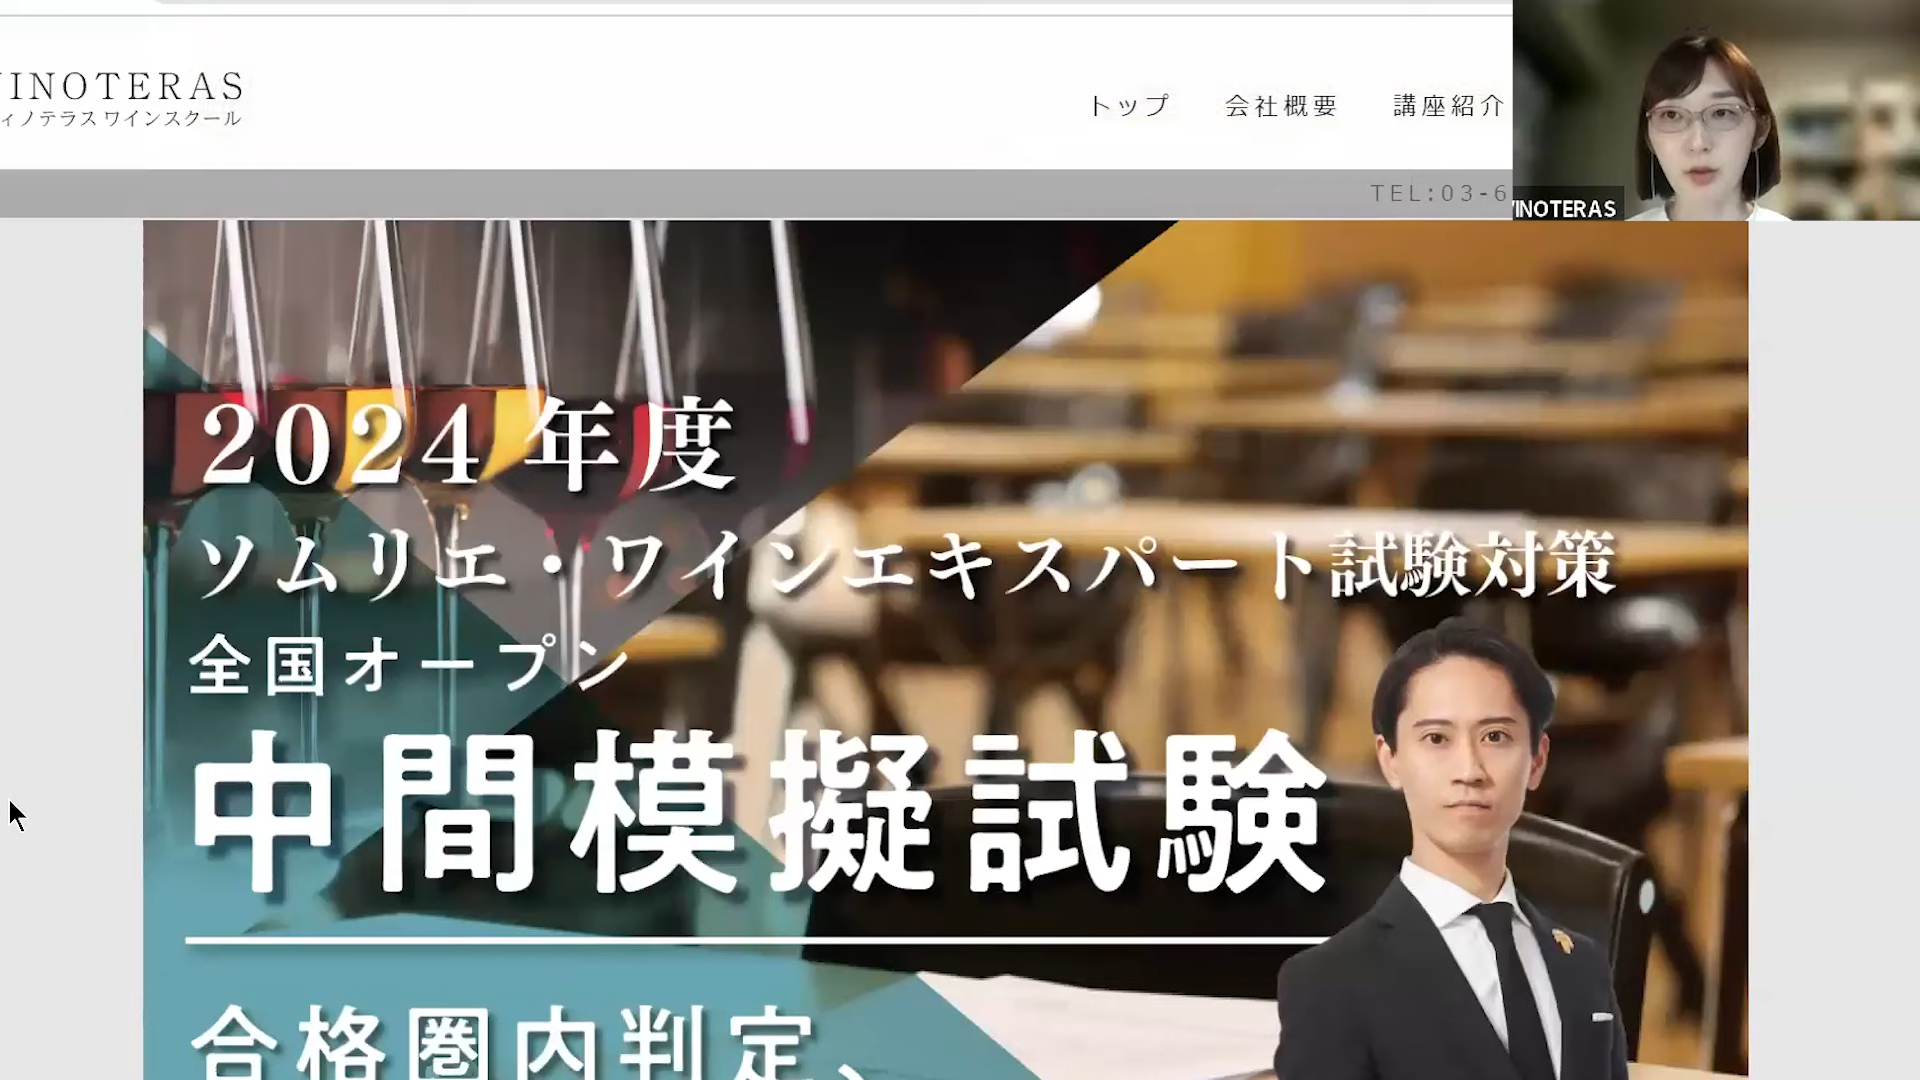 VINOTERAS
ィノテラス ワインスクール
トップ 会社概要 講座紹介
TEL:03-6
VINOTERAS
2024年度
ソムリエ・ワインエキスパート試験対策
全国オープン
中間模擬試験
合格圏内判定、